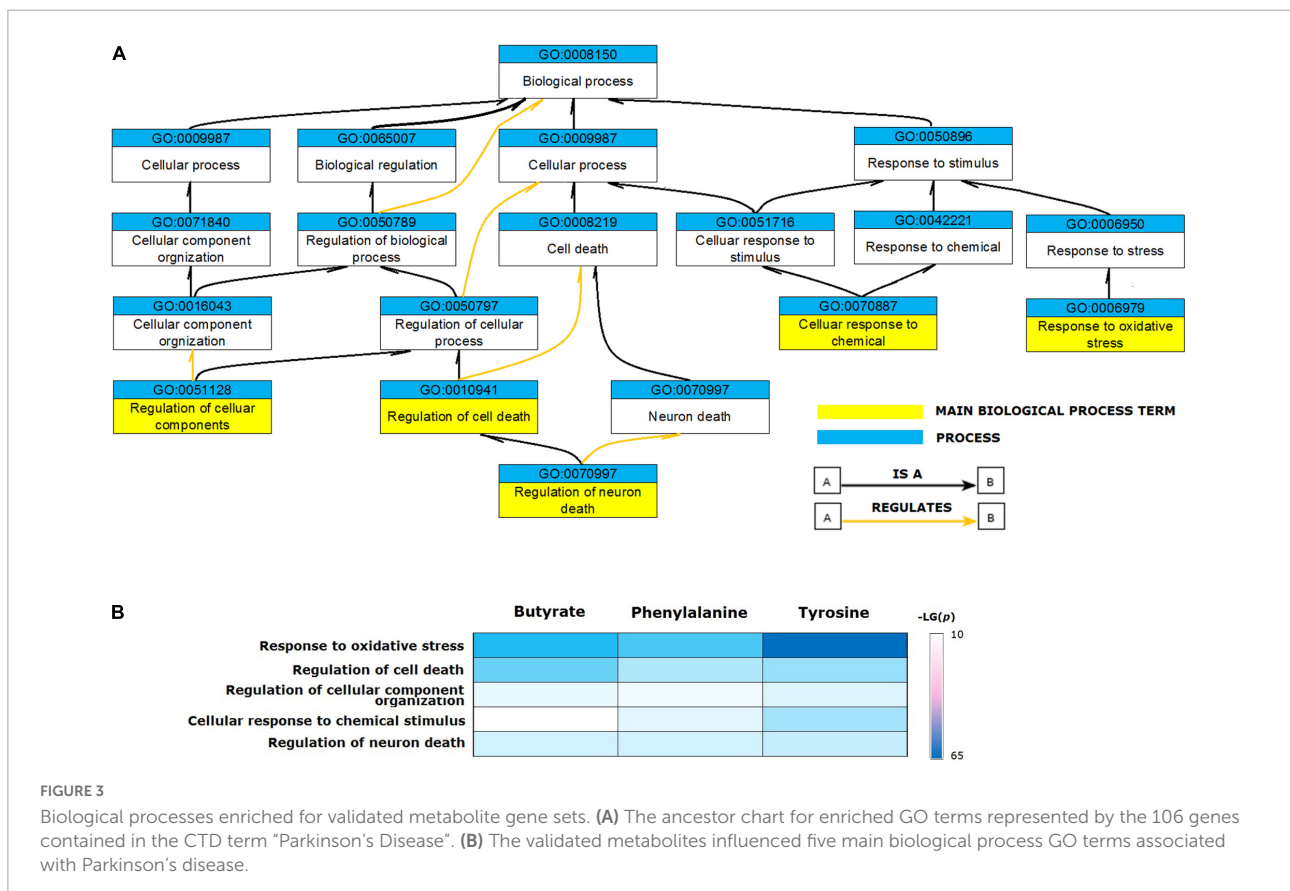 A
GO:0008150
Biological process
GO:0009987
Cellular process
GO:0065007
Biological regulation
GO:0009987
Cellular process
GO:0050896
Response to stimulus
GO:0071840
Cellular component
orgnization
GO:0050789
Regulation of biological
process
GO:0008219
Cell death
GO:0051716
Celluar response to
stimulus
GO:0042221
Response to chemical
GO:0006950
Response to stress
GO:0016043
Cellular component
orgnization
GO:0050797
Regulation of cellular
process
GO:0070887
Celluar response to
chemical
GO:0006979
Response to oxidative
stress
GO:0051128
Regulation of celluar
components
GO:0010941
Regulation of cell death
GO:0070997
Neuron death
GO:0070997
Regulation of neuron
death
MAIN BIOLOGICAL PROCESS TERM
PROCESS
A IS A B
A REGULATES B
B
Butyrate Phenylalanine Tyrosine
-LG(p)
10
65
Response to oxidative stress
Regulation of cell death
Regulation of cellular component
organization
Cellular response to chemical stimulus
Regulation of neuron death
FIGURE 3
Biological processes enriched for validated metabolite gene sets. (A) The ancestor chart for enriched GO terms represented by the 106 genes
contained in the CTD term “Parkinson’s Disease”. (B) The validated metabolites influenced five main biological process GO terms associated
with Parkinson’s disease.